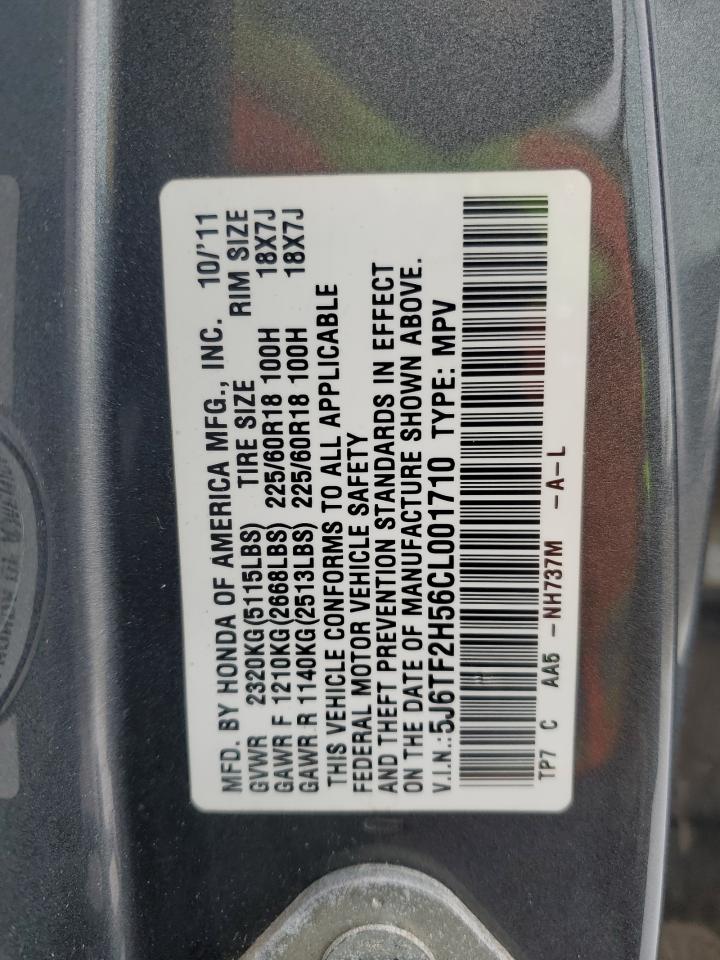 MFD. BY HONDA OF AMERICA MFG., INC. 10/'11
GVWR 2320KG(5115LBS) TIRE SIZE RIM SIZE
GAWR F 1210KG(2668LBS) 225/60R18 100H 18X7J
GAWR R 1140KG(2513LBS) 225/60R18 100H 18X7J
THIS VEHICLE CONFORMS TO ALL APPLICABLE
FEDERAL MOTOR VEHICLE SAFETY
AND THEFT PREVENTION STANDARDS IN EFFECT
ON THE DATE OF MANUFACTURE SHOWN ABOVE.
V.I.N.:5J6TF2H56CL001710 TYPE: MPV
TP7 C AA5 -NH737M -A-L